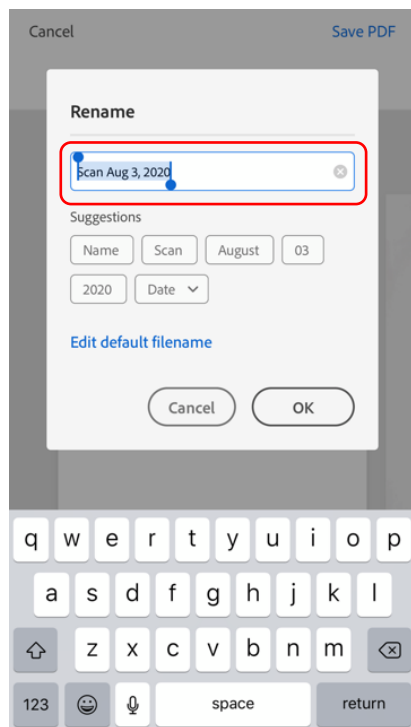 Cancel Save PDF
Rename
Scan Aug 3, 2020
Suggestions
Name Scan August 03
2020 Date
Edit default filename
Cancel OK
q w e r t y u i o p
a s d f g h j k l
z x c v b n m
123 space return